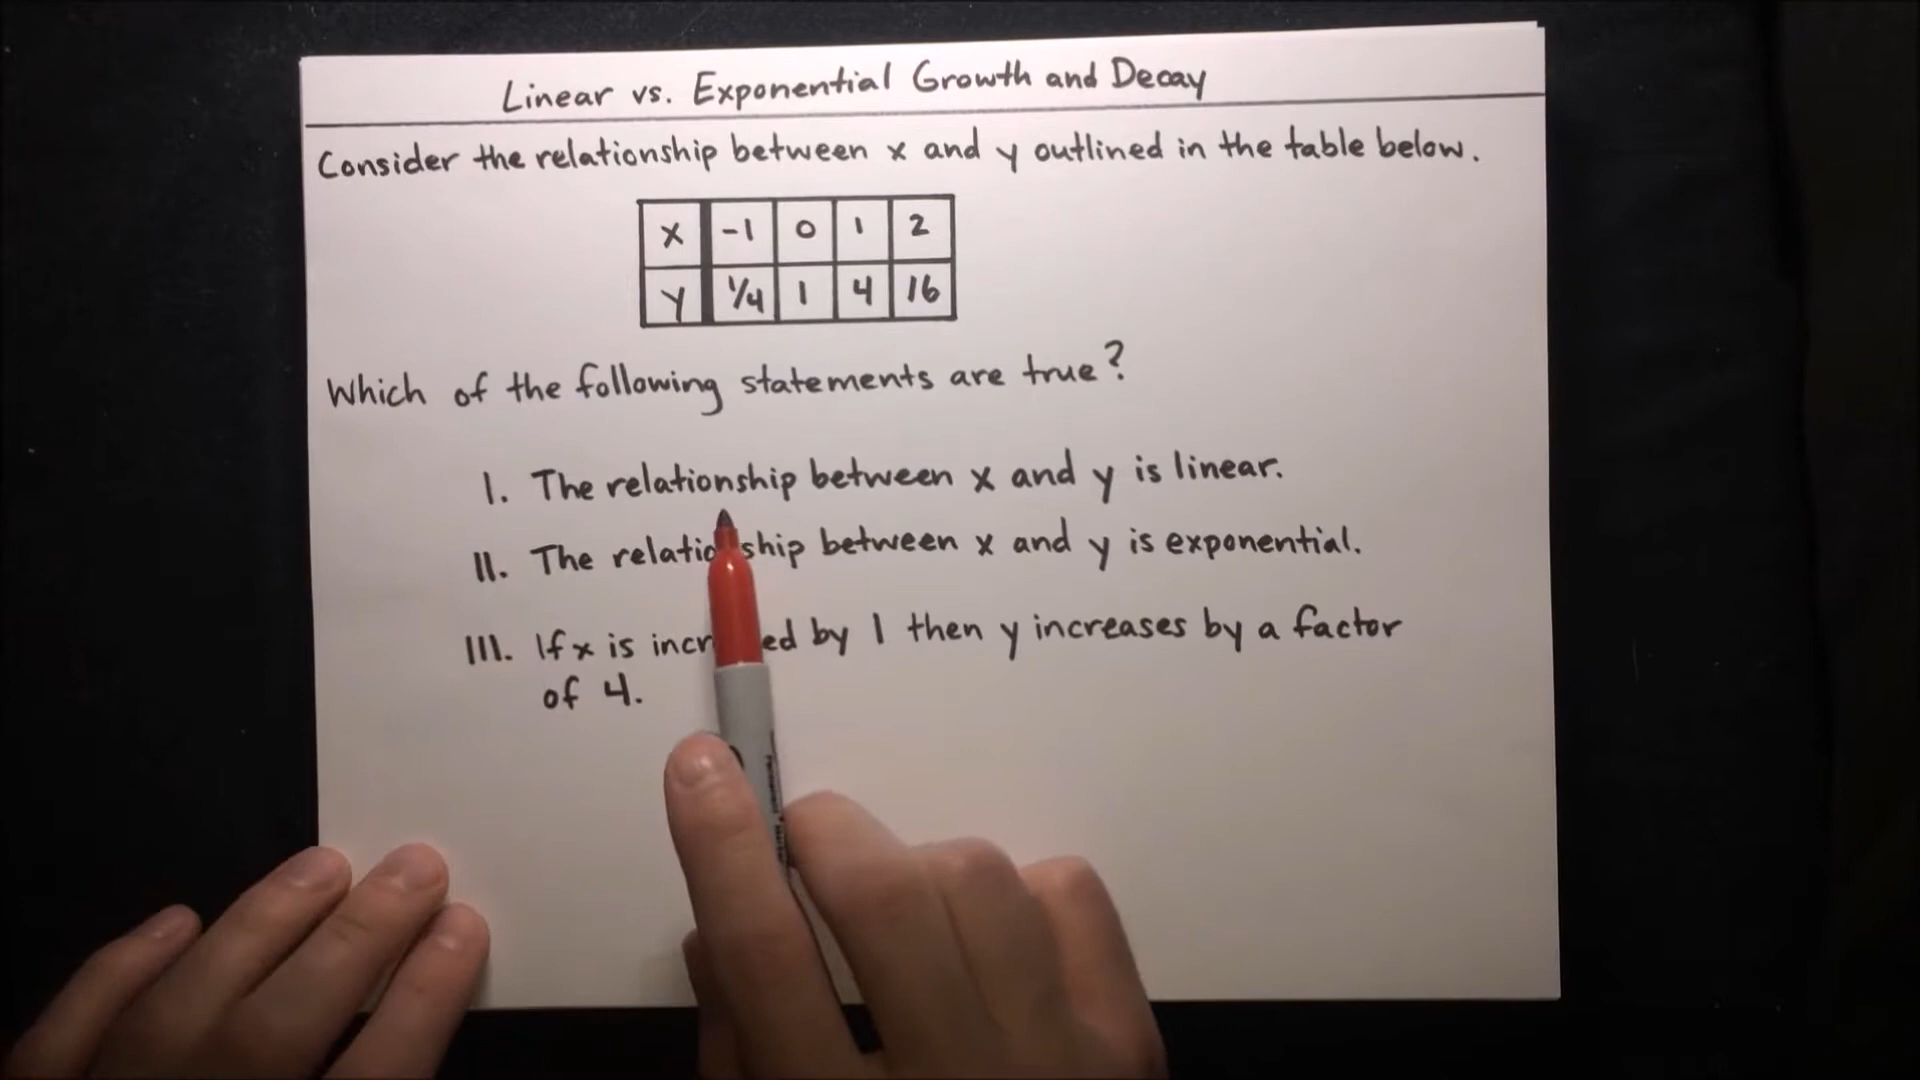 Linear vs. Exponential Growth and Decay
Consider the relationship between x and y outlined in the table below.
x -1 0 1 2
y 1/4 1 4 16
Which of the following statements are true?
I. The relationship between x and y is linear.
II. The ship between x and y is exponential.
III. If x is by 1 then y increases by a factor
of 4.